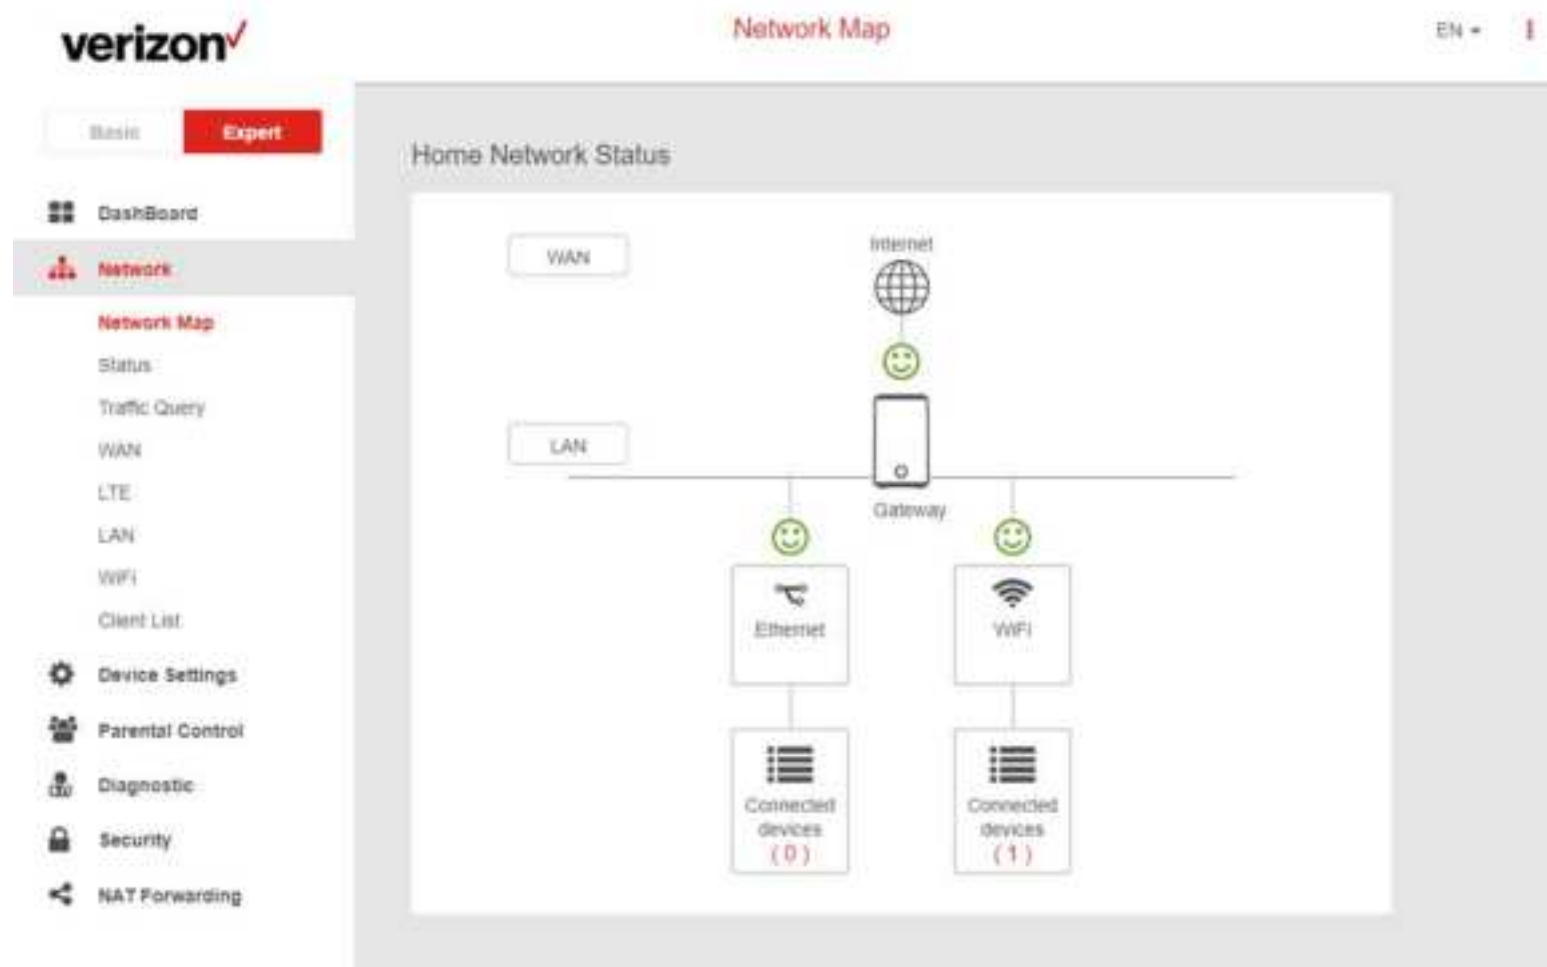 verizon
Network Map
EN
Basic
Expert
Home Network Status
DashBoard
Network
Network Map
Status
Traffic Query
WAN
LTE
LAN
WiFi
Client List
Device Settings
Parental Control
Diagnostic
Security
NAT Forwarding
WAN
Internet
LAN
Gateway
Ethernet
WiFi
Connected
devices
( 0 )
Connected
devices
( 1 )